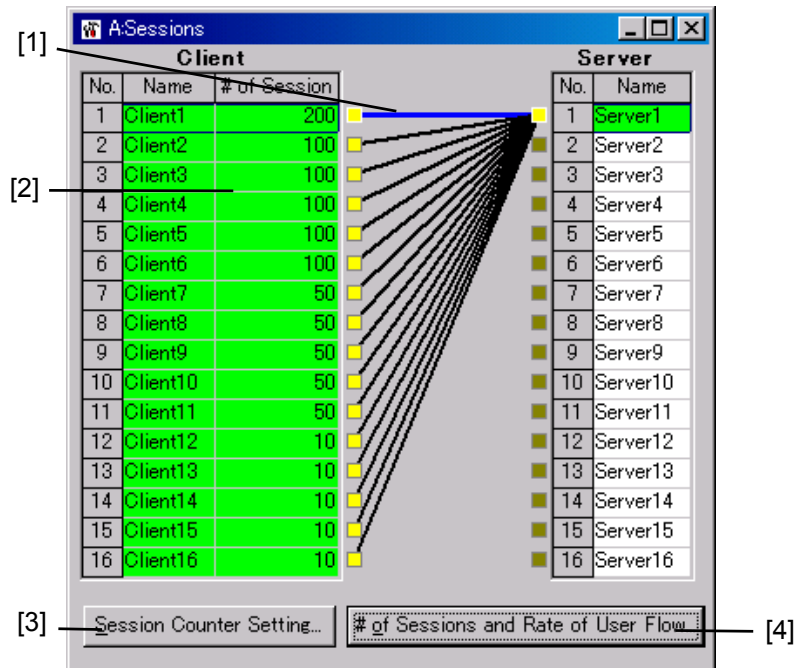 A:Sessions
[1]
Client Server
No. Name # of Session No. Name
1 Client1 200 1 Server1
2 Client2 100 2 Server2
3 Client3 100 3 Server3
[2]
4 Client4 100 4 Server4
5 Client5 100 5 Server5
6 Client6 100 6 Server6
7 Client7 50 7 Server7
8 Client8 50 8 Server8
9 Client9 50 9 Server9
10 Client10 50 10 Server10
11 Client11 50 11 Server11
12 Client12 10 12 Server12
13 Client13 10 13 Server13
14 Client14 10 14 Server14
15 Client15 10 15 Server15
16 Client16 10 16 Server16
[3] Session Counter Setting... # of Sessions and Rate of User Flow [4]